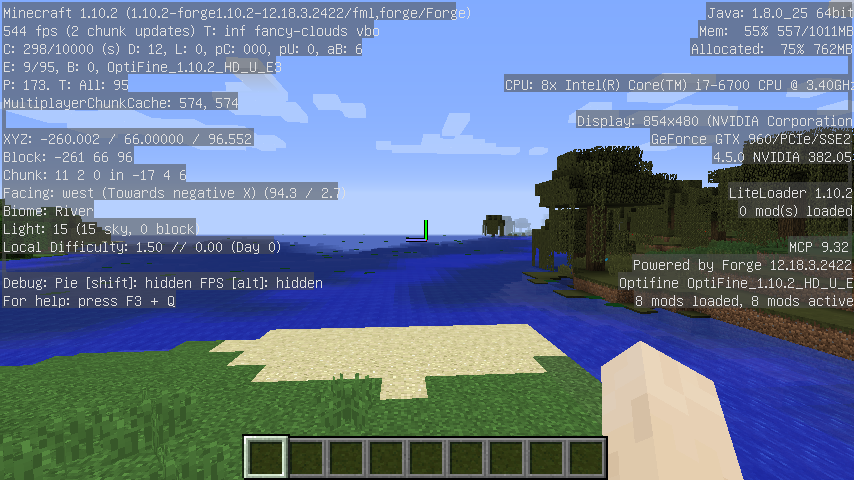 Minecraft 1.10.2 (1.10.2-forge1.10.2-12.18.3.2422/fml,forge/Forge)
544 fps (2 chunk updates) T: inf fancy-clouds vbo
C: 298/10000 (s) D: 12, L: 0, pC: 000, pU: 0, aB: 6
E: 9/95, B: 0, OptiFine_1.10.2_HD_U_E3
P: 173. T: All: 95
MultiplayerChunkCache: 574, 574
XYZ: -260.002 / 66.00000 / 96.552
Block: -261 66 96
Chunk: 11 2 0 in -17 4 6
Facing: west (Towards negative X) (94.3 / 2.7)
Biome: River
Light: 15 (15 sky, 0 block)
Local Difficulty: 1.50 // 0.00 (Day 0)
Debug: Pie [shift]: hidden FPS [alt]: hidden
For help: press F3 + Q
Java: 1.8.0_25 64bit
Mem: 55% 557/1011MB
Allocated: 75% 762MB
CPU: 8x Intel(R) Core(TM) i7-6700 CPU @ 3.40GHz
Display: 854x480 (NVIDIA Corporation
GeForce GTX 960/PCIe/SSE2
4.5.0 NVIDIA 382.05
LiteLoader 1.10.2
0 mod(s) loaded
MCP 9.32
Powered by Forge 12.18.3.2422
Optifine OptiFine_1.10.2_HD_U_E
8 mods loaded, 8 mods active